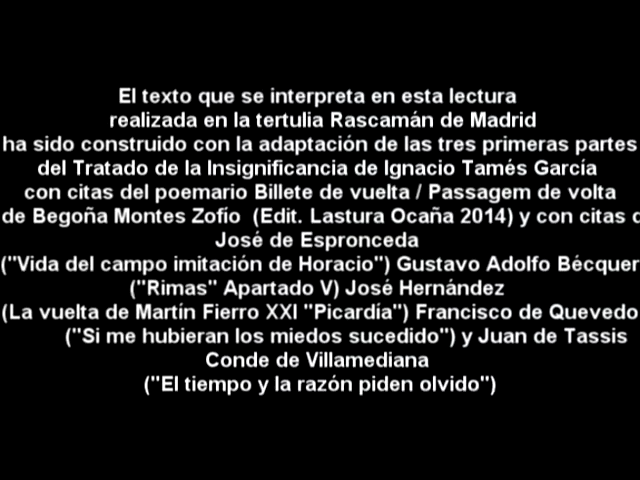 El texto que se interpreta en esta lectura
realizada en la tertulia Rascamán de Madrid
ha sido construido con la adaptación de las tres primeras partes
del Tratado de la Insignificancia de Ignacio Tamés García
con citas del poemario Billete de vuelta / Passagem de volta
de Begoña Montes Zofío (Edit. Lastura Ocaña 2014) y con citas
José de Espronceda
("Vida del campo imitación de Horacio") Gustavo Adolfo Bécquer
("Rimas" Apartado V) José Hernández
(La vuelta de Martín Fierro XXI "Picardía") Francisco de Quevedo
("Si me hubieran los miedos sucedido") y Juan de Tassis
Conde de Villamediana
("El tiempo y la razón piden olvido")